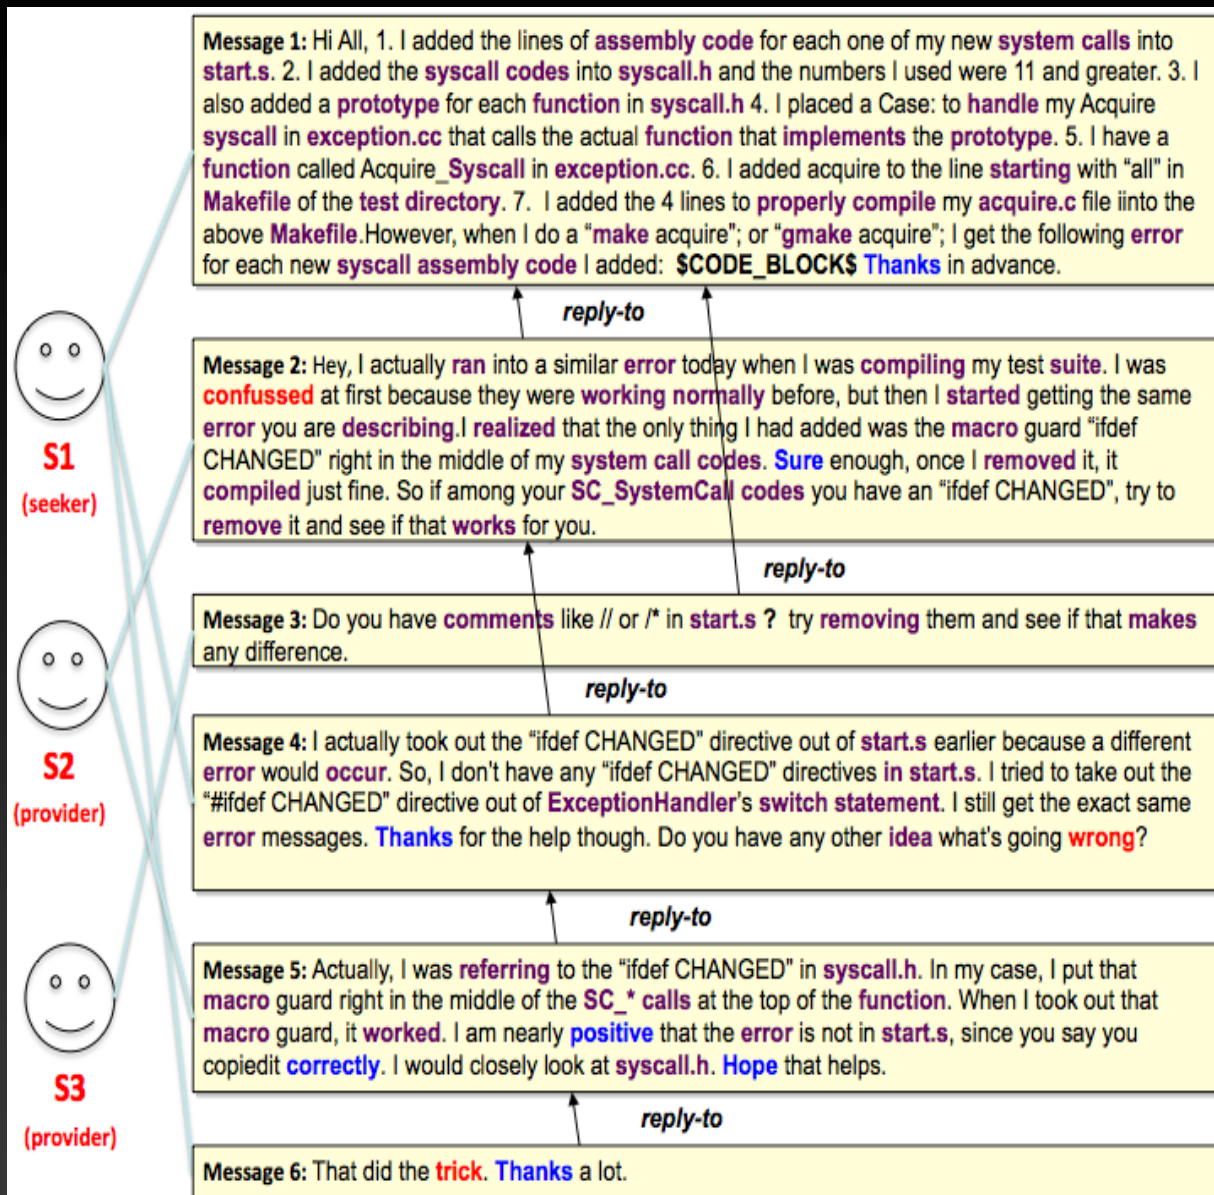 Message 1: Hi All, 1. I added the lines of assembly code for each one of my new system calls into
start.s. 2. I added the syscall codes into syscall.h and the numbers I used were 11 and greater. 3. I
also added a prototype for each function in syscall.h 4. I placed a Case: to handle my Acquire
syscall in exception.cc that calls the actual function that implements the prototype. 5. I have a
function called Acquire_Syscall in exception.cc. 6. I added acquire to the line starting with “all” in
Makefile of the test directory. 7. I added the 4 lines to properly compile my acquire.c file iinto the
above Makefile.However, when I do a “make acquire”; or “gmake acquire”; I get the following error
for each new syscall assembly code I added: $CODE_BLOCK$ Thanks in advance.
reply-to
S1
(seeker)
Message 2: Hey, I actually ran into a similar error today when I was compiling my test suite. I was
confussed at first because they were working normally before, but then I started getting the same
error you are describing.I realized that the only thing I had added was the macro guard “ifdef
CHANGED” right in the middle of my system call codes. Sure enough, once I removed it, it
compiled just fine. So if among your SC_SystemCall codes you have an “ifdef CHANGED”, try to
remove it and see if that works for you.
reply-to
Message 3: Do you have comments like // or /* in start.s ? try removing them and see if that makes
any difference.
reply-to
S2
(provider)
Message 4: I actually took out the “ifdef CHANGED” directive out of start.s earlier because a different
error would occur. So, I don't have any “ifdef CHANGED” directives in start.s. I tried to take out the
“#ifdef CHANGED” directive out of ExceptionHandler's switch statement. I still get the exact same
error messages. Thanks for the help though. Do you have any other idea what's going wrong?
reply-to
Message 5: Actually, I was referring to the “ifdef CHANGED” in syscall.h. In my case, I put that
macro guard right in the middle of the SC_* calls at the top of the function. When I took out that
macro guard, it worked. I am nearly positive that the error is not in start.s, since you say you
copiedit correctly. I would closely look at syscall.h. Hope that helps.
S3
(provider)
reply-to
Message 6: That did the trick. Thanks a lot.